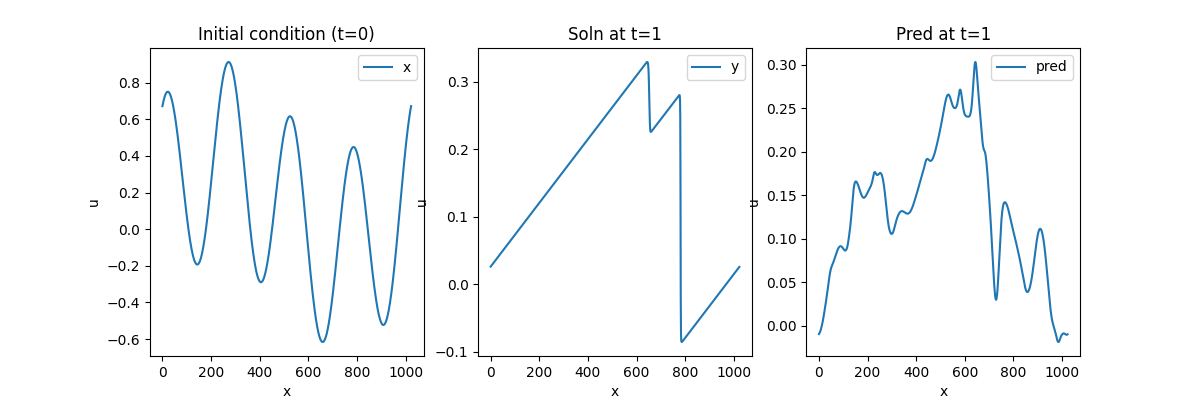 Initial condition (t=0)
x
0.8
0.6
0.4
0.2
0.0
−0.2
−0.4
−0.6
u
0 200 400 600 800 1000
x
Soln at t=1
y
0.3
0.2
0.1
0.0
−0.1
u
0 200 400 600 800 1000
x
Pred at t=1
pred
0.30
0.25
0.20
0.15
0.10
0.05
0.00
u
0 200 400 600 800 1000
x